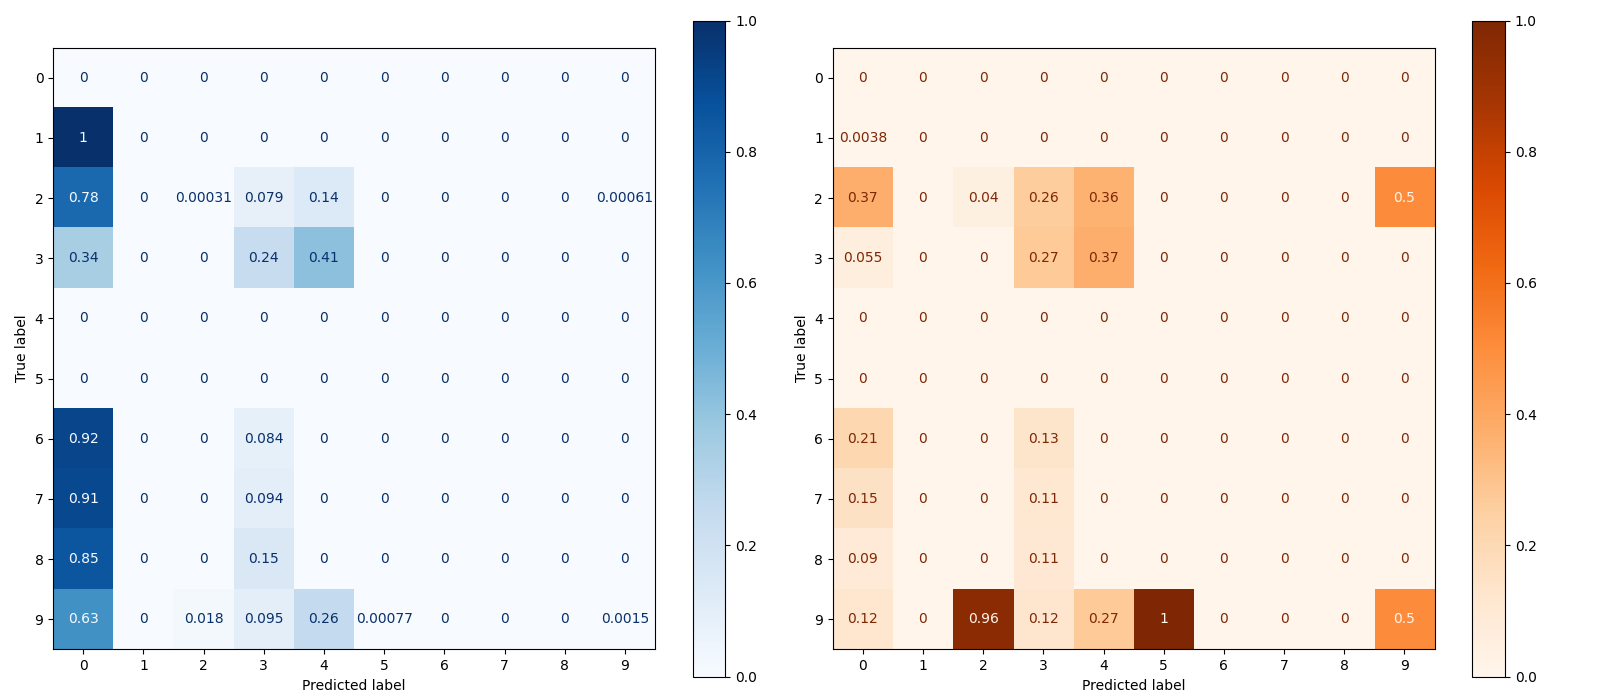 1.0
0 0 0 0 0 0 0 0 0 0 0
1 1 0 0 0 0 0 0 0 0 0
0.8
2 0.78 0 0.00031 0.079 0.14 0 0 0 0 0.00061
3 0.34 0 0 0.24 0.41 0 0 0 0 0
0.6
4 0 0 0 0 0 0 0 0 0 0
True label
5 0 0 0 0 0 0 0 0 0 0
0.4
6 0.92 0 0 0.084 0 0 0 0 0 0
7 0.91 0 0 0.094 0 0 0 0 0 0
0.2
8 0.85 0 0 0.15 0 0 0 0 0 0
9 0.63 0 0.018 0.095 0.26 0.00077 0 0 0 0.0015
0 1 2 3 4 5 6 7 8 9
0.0
Predicted label
1.0
0 0 0 0 0 0 0 0 0 0 0
1 0.0038 0 0 0 0 0 0 0 0 0
0.8
2 0.37 0 0.04 0.26 0.36 0 0 0 0 0.5
3 0.055 0 0 0.27 0.37 0 0 0 0 0
0.6
4 0 0 0 0 0 0 0 0 0 0
True label
5 0 0 0 0 0 0 0 0 0 0
0.4
6 0.21 0 0 0.13 0 0 0 0 0 0
7 0.15 0 0 0.11 0 0 0 0 0 0
0.2
8 0.09 0 0 0.11 0 0 0 0 0 0
9 0.12 0 0.96 0.12 0.27 1 0 0 0 0.5
0 1 2 3 4 5 6 7 8 9
0.0
Predicted label